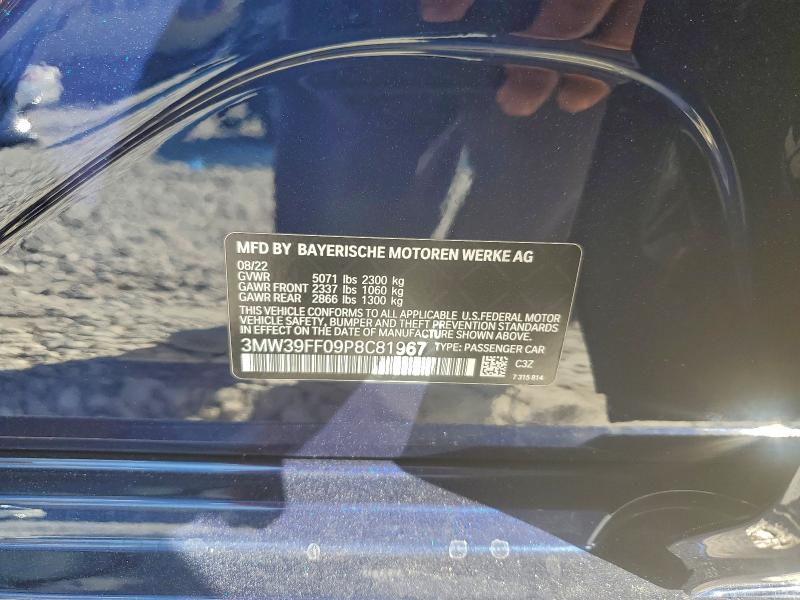 MFD BY BAYERISCHE MOTOREN WERKE AG
08/22
GVWR 5071 lbs 2300 kg
GAWR FRONT 2337 lbs 1060 kg
GAWR REAR 2866 lbs 1300 kg
THIS VEHICLE CONFORMS TO ALL APPLICABLE U.S.FEDERAL MOTOR
VEHICLE SAFETY, BUMPER AND THEFT PREVENTION STANDARDS
IN EFFECT ON THE DATE OF MANUFACTURE SHOWN ABOVE.
3MW39FF09P8C81967 TYPE: PASSENGER CAR
C3Z
7 315 814